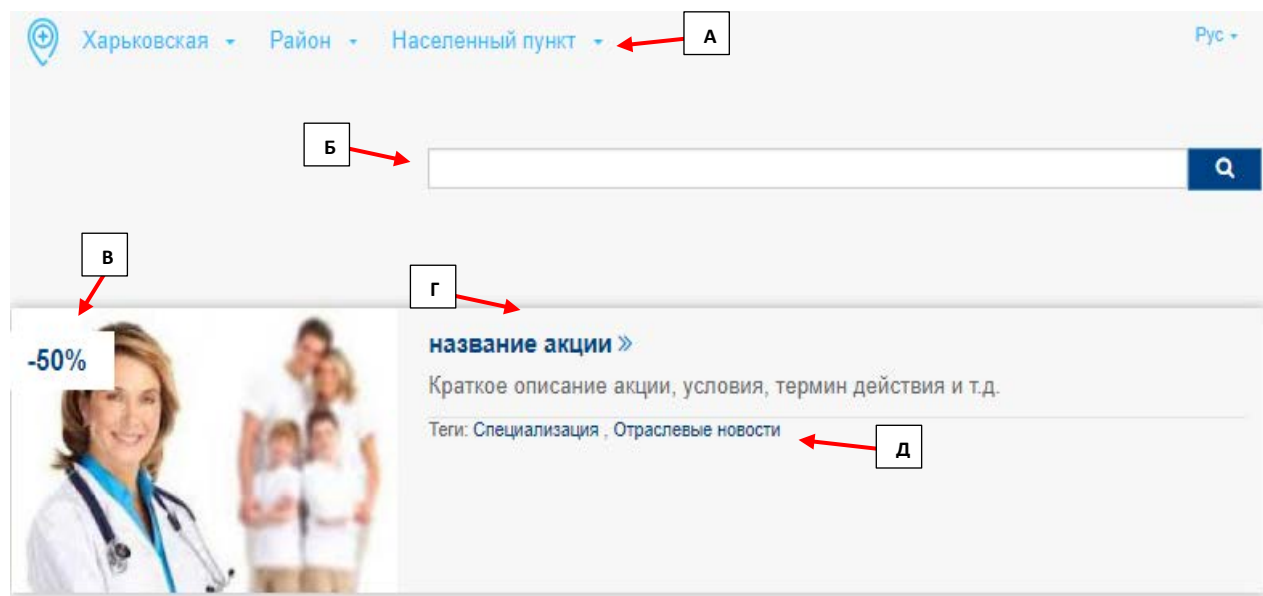 Харьковская Район Населенный пункт А Рус
Б
В
Г
-50%
название акции »
Краткое описание акции, условия, термин действия и т.д.
Теги: Специализация , Отраслевые новости
Д